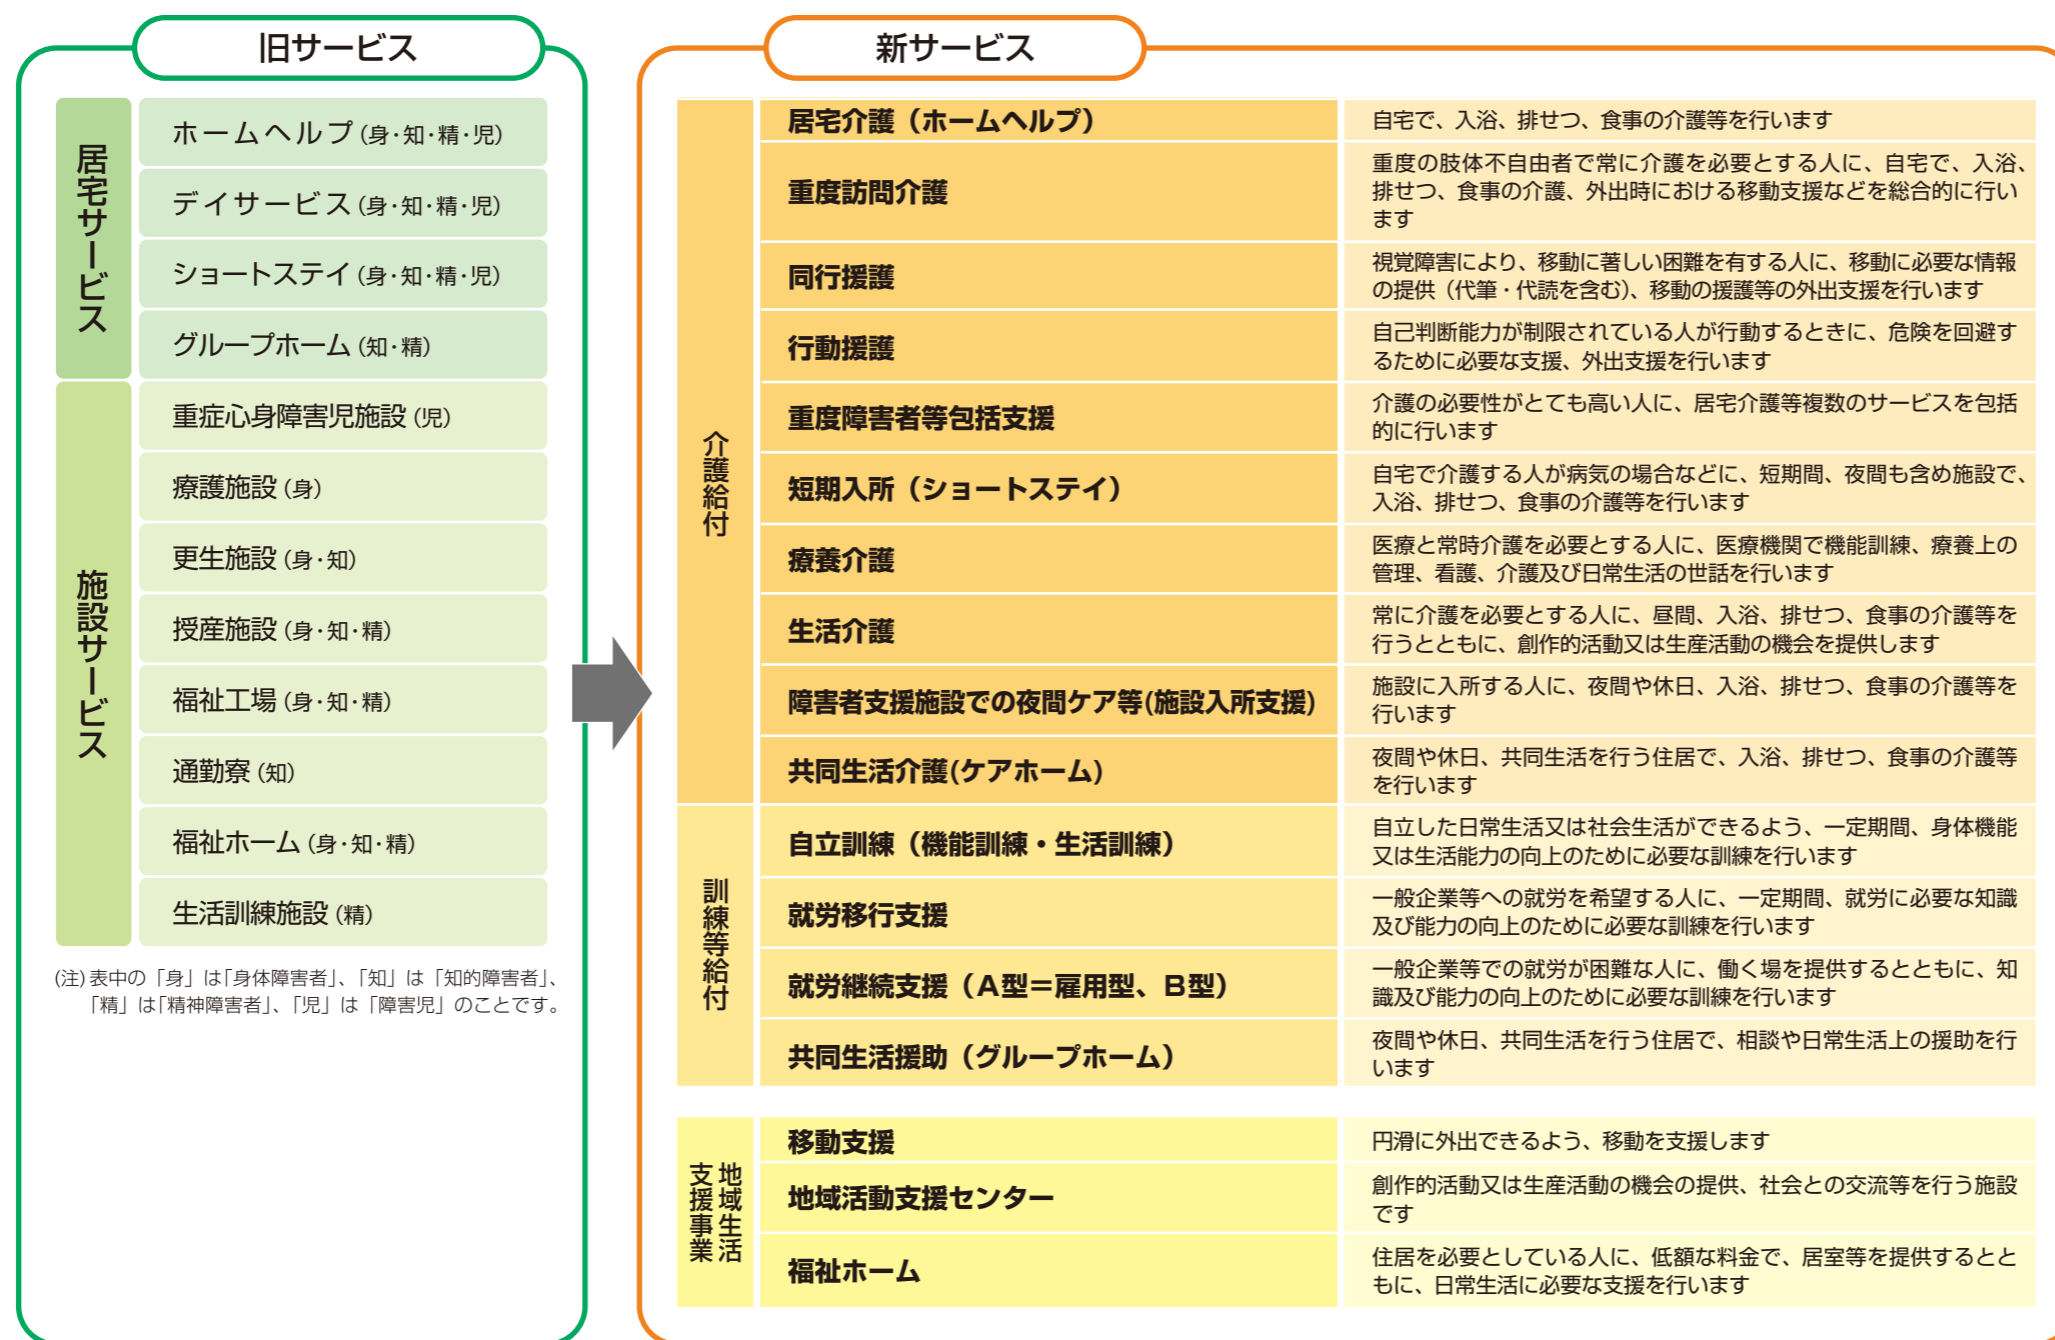 旧サービス
居宅サービス
ホームヘルプ(身・知・精・児)
デイサービス(身・知・精・児)
ショートステイ(身・知・精・児)
グループホーム(知・精)
施設サービス
重症心身障害児施設(児)
療護施設(身)
更生施設(身・知)
授産施設(身・知・精)
福祉工場(身・知・精)
通勤寮(知)
福祉ホーム(身・知・精)
生活訓練施設(精)
(注)表中の「身」は「身体障害者」、「知」は「知的障害者」、
「精」は「精神障害者」、「児」は「障害児」のことです。
新サービス
介護給付
居宅介護(ホームヘルプ)
自宅で、入浴、排せつ、食事の介護等を行います
重度訪問介護
重度の肢体不自由者で常に介護を必要とする人に、自宅で、入浴、
排せつ、食事の介護、外出時における移動支援などを総合的に行い
ます
同行援護
視覚障害により、移動に著しい困難を有する人に、移動に必要な情報
の提供(代筆・代読を含む)、移動の援護等の外出支援を行います
行動援護
自己判断能力が制限されている人が行動するときに、危険を回避す
るために必要な支援、外出支援を行います
重度障害者等包括支援
介護の必要性がとても高い人に、居宅介護等複数のサービスを包括
的に行います
短期入所(ショートステイ)
自宅で介護する人が病気の場合などに、短期間、夜間も含め施設で、
入浴、排せつ、食事の介護等を行います
療養介護
医療と常時介護を必要とする人に、医療機関で機能訓練、療養上の
管理、看護、介護及び日常生活の世話を行います
生活介護
常に介護を必要とする人に、昼間、入浴、排せつ、食事の介護等を
行うとともに、創作的活動又は生産活動の機会を提供します
障害者支援施設での夜間ケア等(施設入所支援)
施設に入所する人に、夜間や休日、入浴、排せつ、食事の介護等を
行います
共同生活介護(ケアホーム)
夜間や休日、共同生活を行う住居で、入浴、排せつ、食事の介護等
を行います
訓練等給付
自立訓練(機能訓練・生活訓練)
自立した日常生活又は社会生活ができるよう、一定期間、身体機能
又は生活能力の向上のために必要な訓練を行います
就労移行支援
一般企業等への就労を希望する人に、一定期間、就労に必要な知識
及び能力の向上のために必要な訓練を行います
就労継続支援(A型=雇用型、B型)
一般企業等での就労が困難な人に、働く場を提供するとともに、知
識及び能力の向上のために必要な訓練を行います
共同生活援助(グループホーム)
夜間や休日、共同生活を行う住居で、相談や日常生活上の援助を行
います
地域生活
支援事業
移動支援
円滑に外出できるよう、移動を支援します
地域活動支援センター
創作的活動又は生産活動の機会の提供、社会との交流等を行う施設
です
福祉ホーム
住居を必要としている人に、低額な料金で、居室等を提供するとと
もに、日常生活に必要な支援を行います